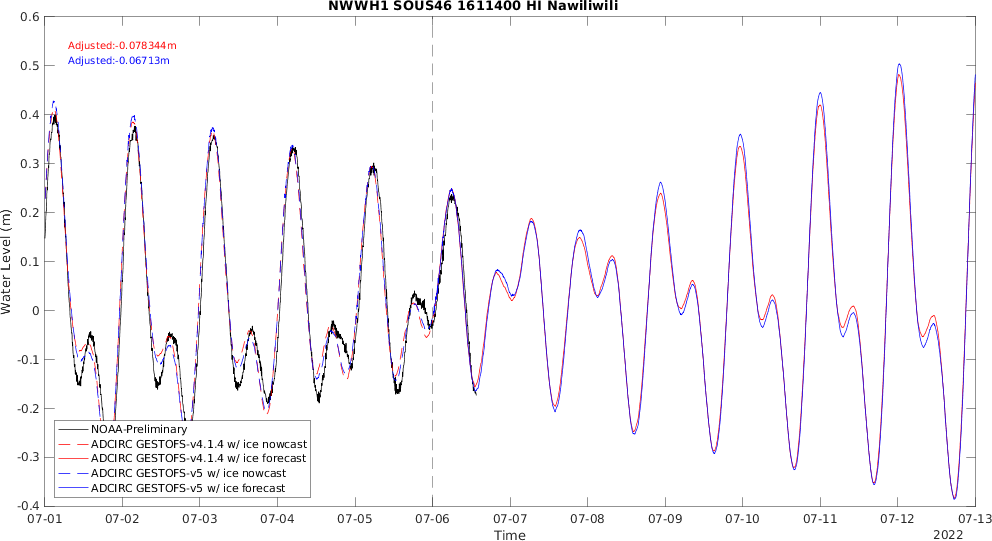 NWWH1 SOUS46 1611400 HI Nawiliwili
Adjusted:-0.078344m
Adjusted:-0.06713m
0.6
0.5
0.4
0.3
0.2
0.1
0
-0.1
-0.2
-0.3
-0.4
Water Level (m)
NOAA-Preliminary
ADCIRC GESTOFS-v4.1.4 w/ ice nowcast
ADCIRC GESTOFS-v4.1.4 w/ ice forecast
ADCIRC GESTOFS-v5 w/ ice nowcast
ADCIRC GESTOFS-v5 w/ ice forecast
07-01 07-02 07-03 07-04 07-05 07-06 07-07 07-08 07-09 07-10 07-11 07-12 07-13
Time
2022